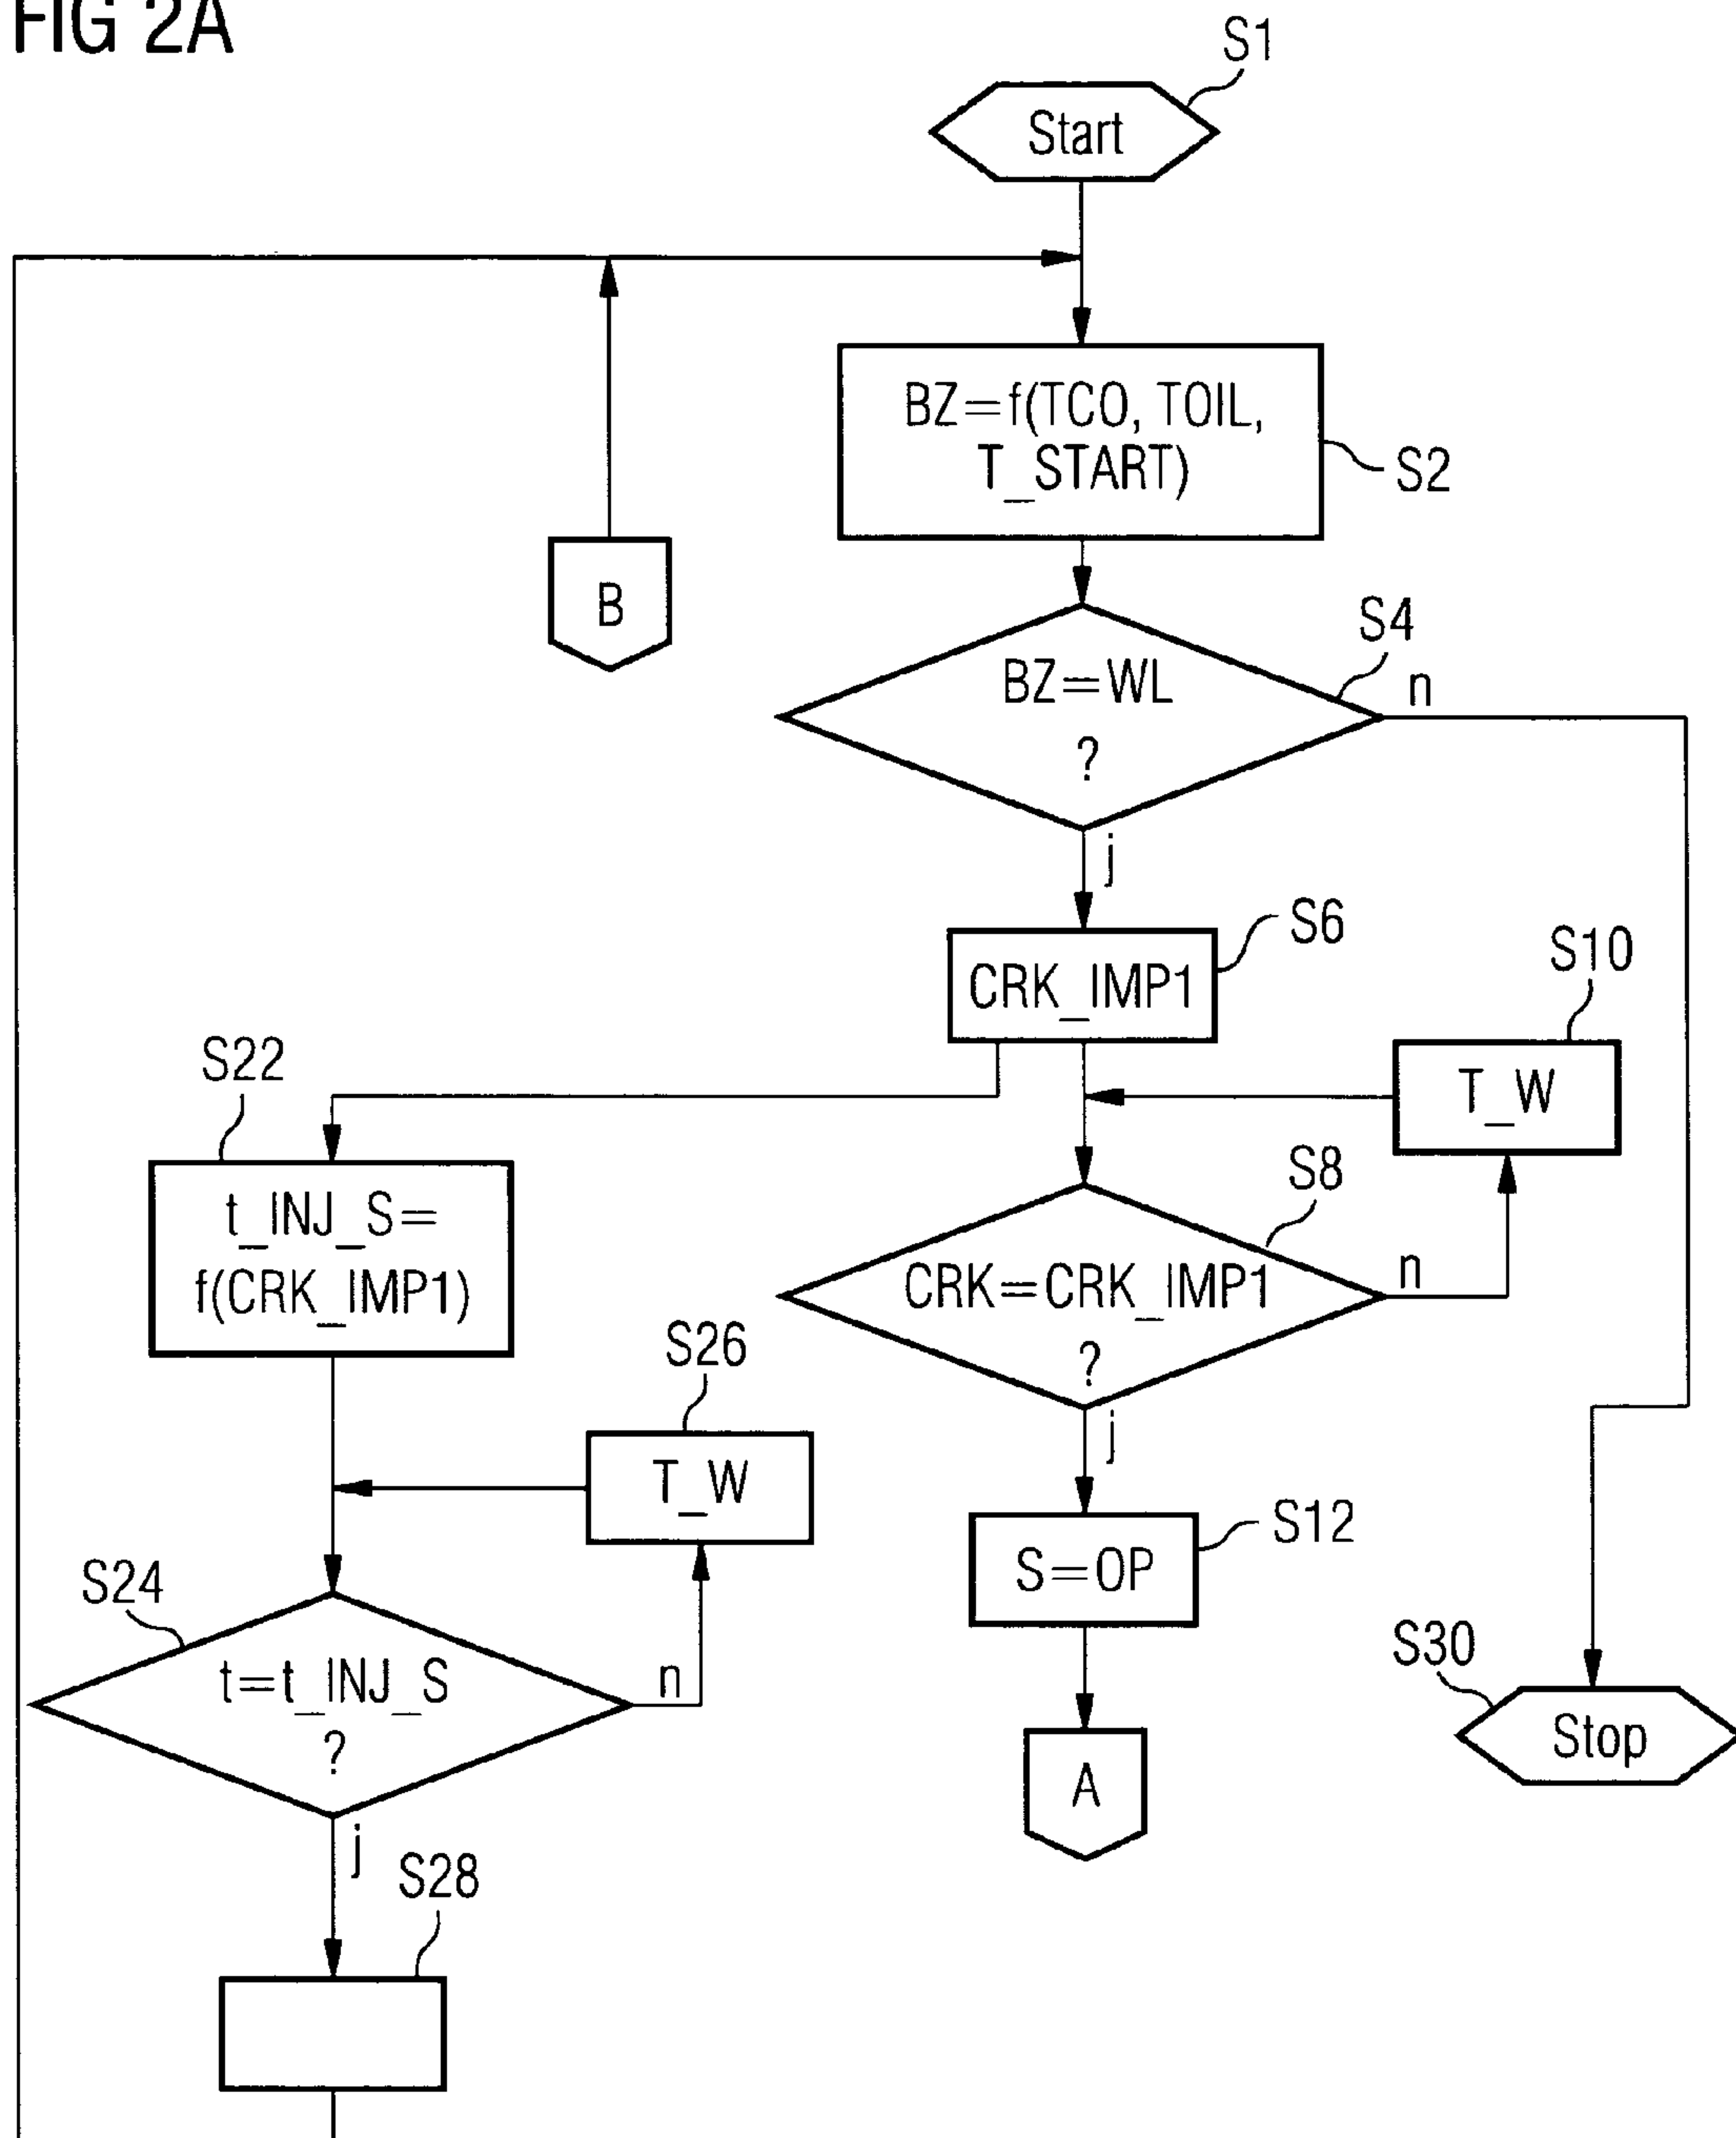 FIG 2A
S1
Start
BZ=f(TCO, TOIL,
T_START)
S2
B
S4
BZ=WL
?
n
j
S6
CRK_IMP1
S10
T_W
S22
t_INJ_S=
f(CRK_IMP1)
S8
CRK=CRK_IMP1
?
n
j
S26
T_W
S12
S=OP
S24
t=t_INJ_S
?
n
j
A
S30
Stop
S28